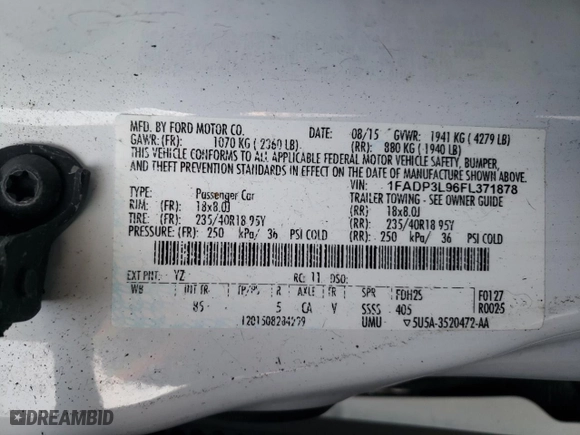 MFD. BY FORD MOTOR CO. DATE: 08/15 GVWR: 1941 KG ( 4279 LB)
GAWR: (FR): 1070 KG ( 2360 LB) (RR): 880 KG ( 1940 LB)
THIS VEHICLE CONFORMS TO ALL APPLICABLE FEDERAL MOTOR VEHICLE SAFETY, BUMPER,
AND THEFT PREVENTION STANDARDS IN EFFECT ON THE DATE OF MANUFACTURE SHOWN ABOVE.
VIN: 1FADP3L96FL371878
TYPE: Passenger Car TRAILER TOWING - SEE OWNER GUIDE
RIM: (FR) 18x8.0J (RR) 18x8.0J
TIRE: (FR) 235/40R18 95Y (RR) 235/40R18 95Y
PRESSURE: (FR) 250 kPa/ 36 PSI COLD (RR) 250 kPa/ 36 PSI COLD
EXT PNT: YZ RC: 11 DSO: F0127
WB INT TR TP/PS R AXLE TR SPR FDH25 R0025
85 5 CA V SSSS 405
UMU ▽5U5A-3520472-AA
DREAMBID